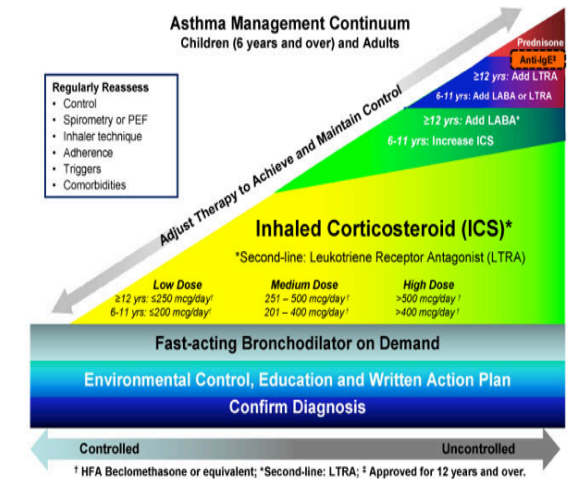 Asthma Management Continuum
Children (6 years and over) and Adults
Regularly Reassess
• Control
• Spirometry or PEF
• Inhaler technique
• Adherence
• Triggers
• Comorbidities
Adjust Therapy to Achieve and Maintain Control
Prednisone
Anti-IgE‡
≥12 yrs: Add LTRA
6-11 yrs: Add LABA or LTRA
≥12 yrs: Add LABA*
6-11 yrs: Increase ICS
Inhaled Corticosteroid (ICS)*
*Second-line: Leukotriene Receptor Antagonist (LTRA)
Low Dose Medium Dose High Dose
≥12 yrs: ≤250 mcg/day† 251 – 500 mcg/day† >500 mcg/day †
6-11 yrs: ≤200 mcg/day† 201 – 400 mcg/day† >400 mcg/day †
Fast-acting Bronchodilator on Demand
Environmental Control, Education and Written Action Plan
Confirm Diagnosis
Controlled Uncontrolled
† HFA Beclomethasone or equivalent; *Second-line: LTRA; ‡ Approved for 12 years and over.